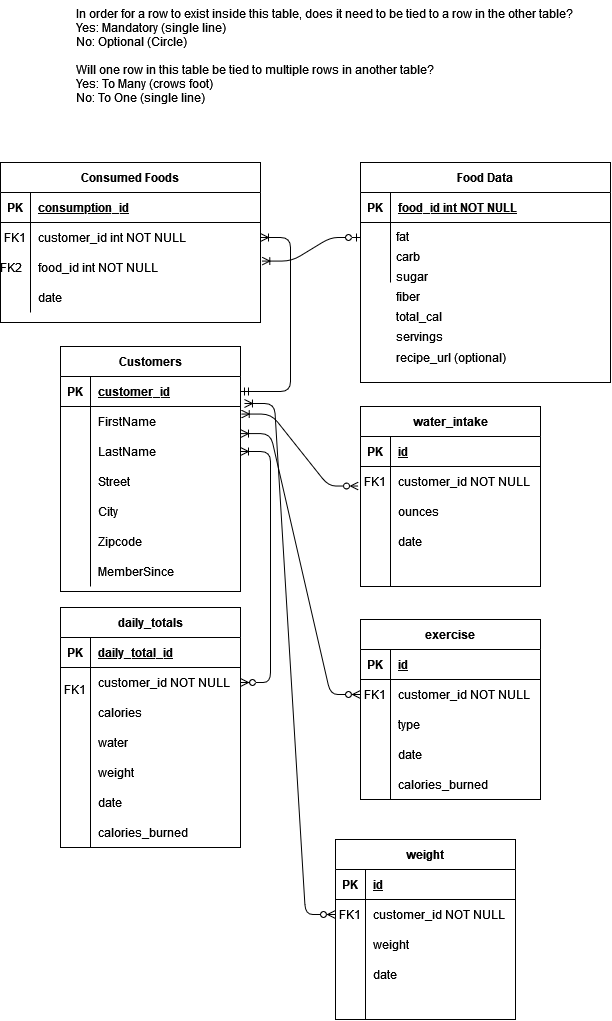 In order for a row to exist inside this table, does it need to be tied to a row in the other table?
Yes: Mandatory (single line)
No: Optional (Circle)
Will one row in this table be tied to multiple rows in another table?
Yes: To Many (crows foot)
No: To One (single line)
Consumed Foods
PK consumption_id
FK1 customer_id int NOT NULL
FK2 food_id int NOT NULL
date
Food Data
PK food_id int NOT NULL
fat
carb
sugar
fiber
total_cal
servings
recipe_url (optional)
Customers
PK customer_id
FirstName
LastName
Street
City
Zipcode
MemberSince
water_intake
PK id
FK1 customer_id NOT NULL
ounces
date
daily_totals
PK daily_total_id
FK1 customer_id NOT NULL
calories
water
weight
date
calories_burned
exercise
PK id
FK1 customer_id NOT NULL
type
date
calories_burned
weight
PK id
FK1 customer_id NOT NULL
weight
date